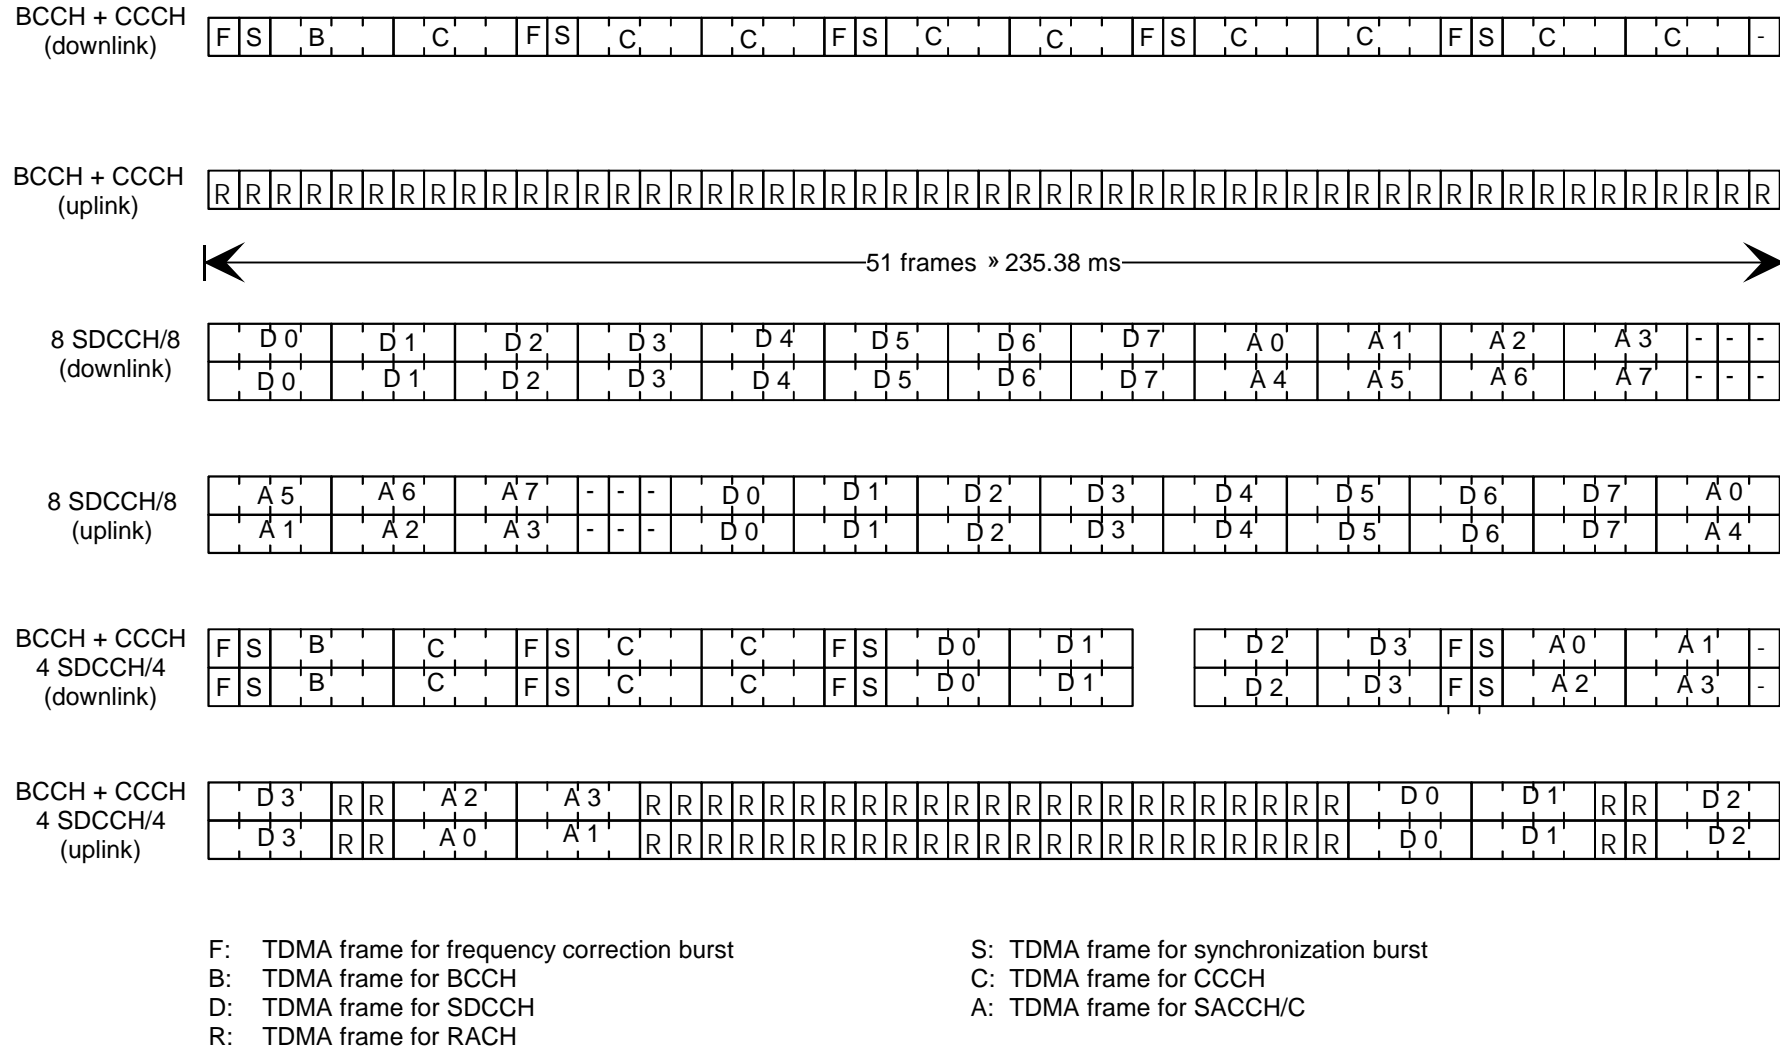 BCCH + CCCH
(downlink)
F S B C F S C C F S C C F S C C F S C C -
BCCH + CCCH
(uplink)
R R R R R R R R R R R R R R R R R R R R R R R R R R R R R R R R R R R R R R R R R R R R R R R R R R R
51 frames » 235.38 ms
8 SDCCH/8
(downlink)
D 0 D 1 D 2 D 3 D 4 D 5 D 6 D 7 A 0 A 1 A 2 A 3 - - -
D 0 D 1 D 2 D 3 D 4 D 5 D 6 D 7 A 4 A 5 A 6 A 7 - - -
8 SDCCH/8
(uplink)
A 5 A 6 A 7 - - - D 0 D 1 D 2 D 3 D 4 D 5 D 6 D 7 A 0
A 1 A 2 A 3 - - - D 0 D 1 D 2 D 3 D 4 D 5 D 6 D 7 A 4
BCCH + CCCH
4 SDCCH/4
(downlink)
F S B C F S C C F S D 0 D 1 D 2 D 3 F S A 0 A 1 -
F S B C F S C C F S D 0 D 1 D 2 D 3 F S A 2 A 3 -
BCCH + CCCH
4 SDCCH/4
(uplink)
D 3 R R A 2 A 3 R R R R R R R R R R R R R R R R R R R R R R R D 0 D 1 R R D 2
D 3 R R A 0 A 1 R R R R R R R R R R R R R R R R R R R R R R R D 0 D 1 R R D 2
F: TDMA frame for frequency correction burst
S: TDMA frame for synchronization burst
B: TDMA frame for BCCH
C: TDMA frame for CCCH
D: TDMA frame for SDCCH
A: TDMA frame for SACCH/C
R: TDMA frame for RACH